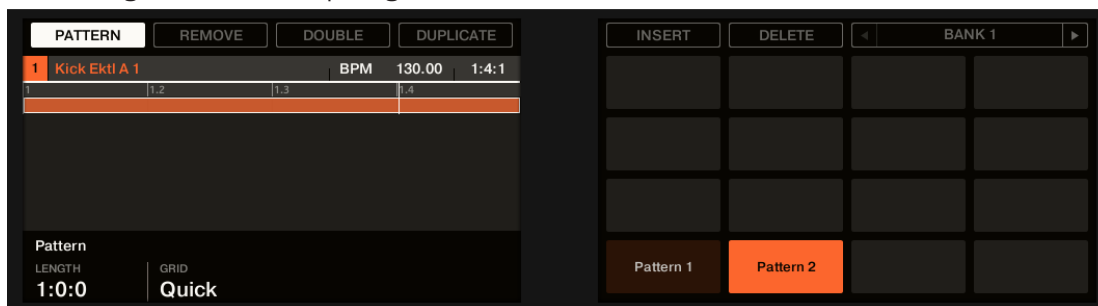 PATTERN REMOVE DOUBLE DUPLICATE
1 Kick Ektl A 1 BPM 130.00 1:4:1
1 1.2 1.3 1.4
Pattern
LENGTH GRID
1:0:0 Quick
INSERT DELETE BANK 1
Pattern 1 Pattern 2